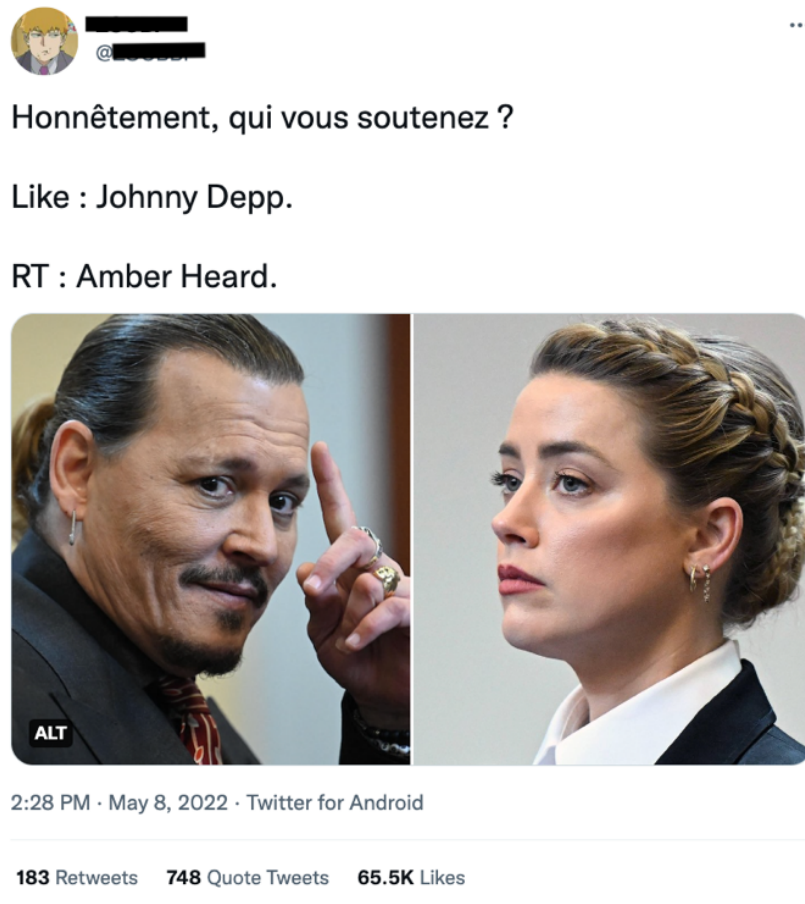 @
Honnêtement, qui vous soutenez ?
Like : Johnny Depp.
RT : Amber Heard.
ALT
2:28 PM · May 8, 2022 · Twitter for Android
183 Retweets 748 Quote Tweets 65.5K Likes